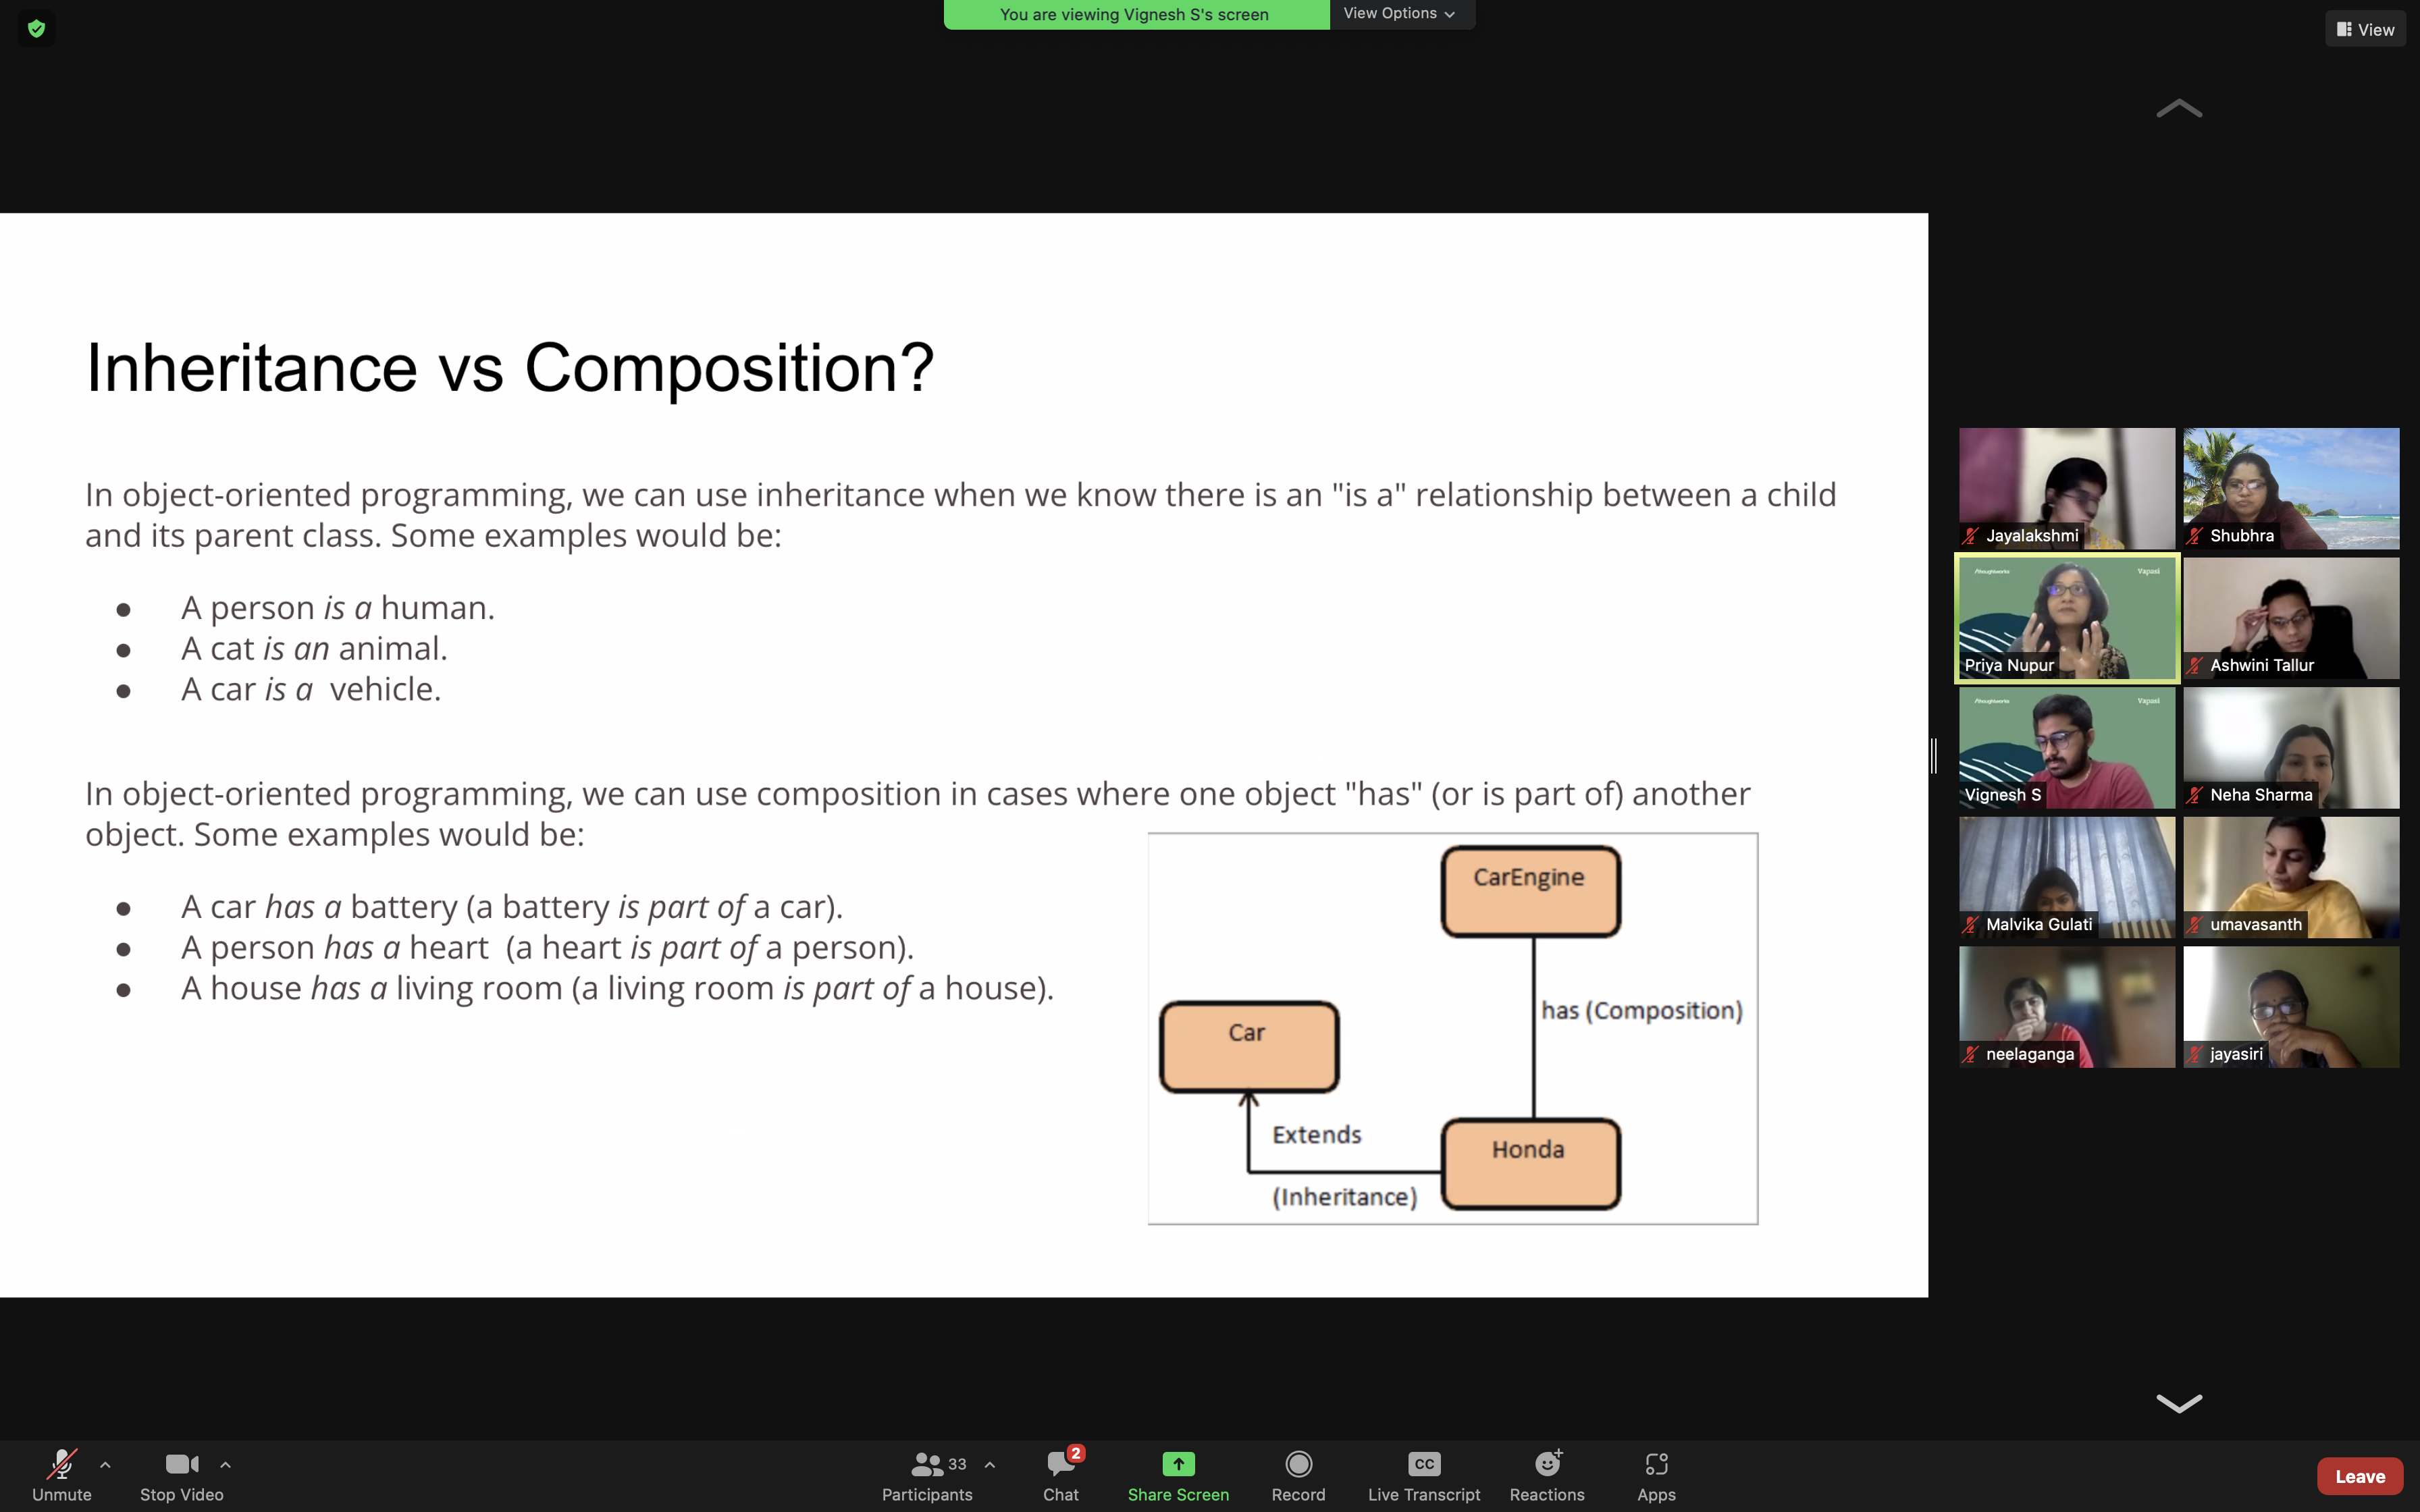 You are viewing Vignesh S's screen
View Options
View
Inheritance vs Composition?
In object-oriented programming, we can use inheritance when we know there is an "is a" relationship between a child
and its parent class. Some examples would be:
● A person is a human.
● A cat is an animal.
● A car is a vehicle.
In object-oriented programming, we can use composition in cases where one object "has" (or is part of) another
object. Some examples would be:
● A car has a battery (a battery is part of a car).
● A person has a heart (a heart is part of a person).
● A house has a living room (a living room is part of a house).
CarEngine
has (Composition)
Car
Extends
(Inheritance)
Honda
Jayalakshmi
Shubhra
/thoughtworks
Vapasi
Priya Nupur
Ashwini Tallur
/thoughtworks
Vapasi
Vignesh S
Neha Sharma
Malvika Gulati
umavasanth
neelaganga
jayasiri
Unmute
Stop Video
33
Participants
2
Chat
Share Screen
Record
CC
Live Transcript
Reactions
Apps
Leave